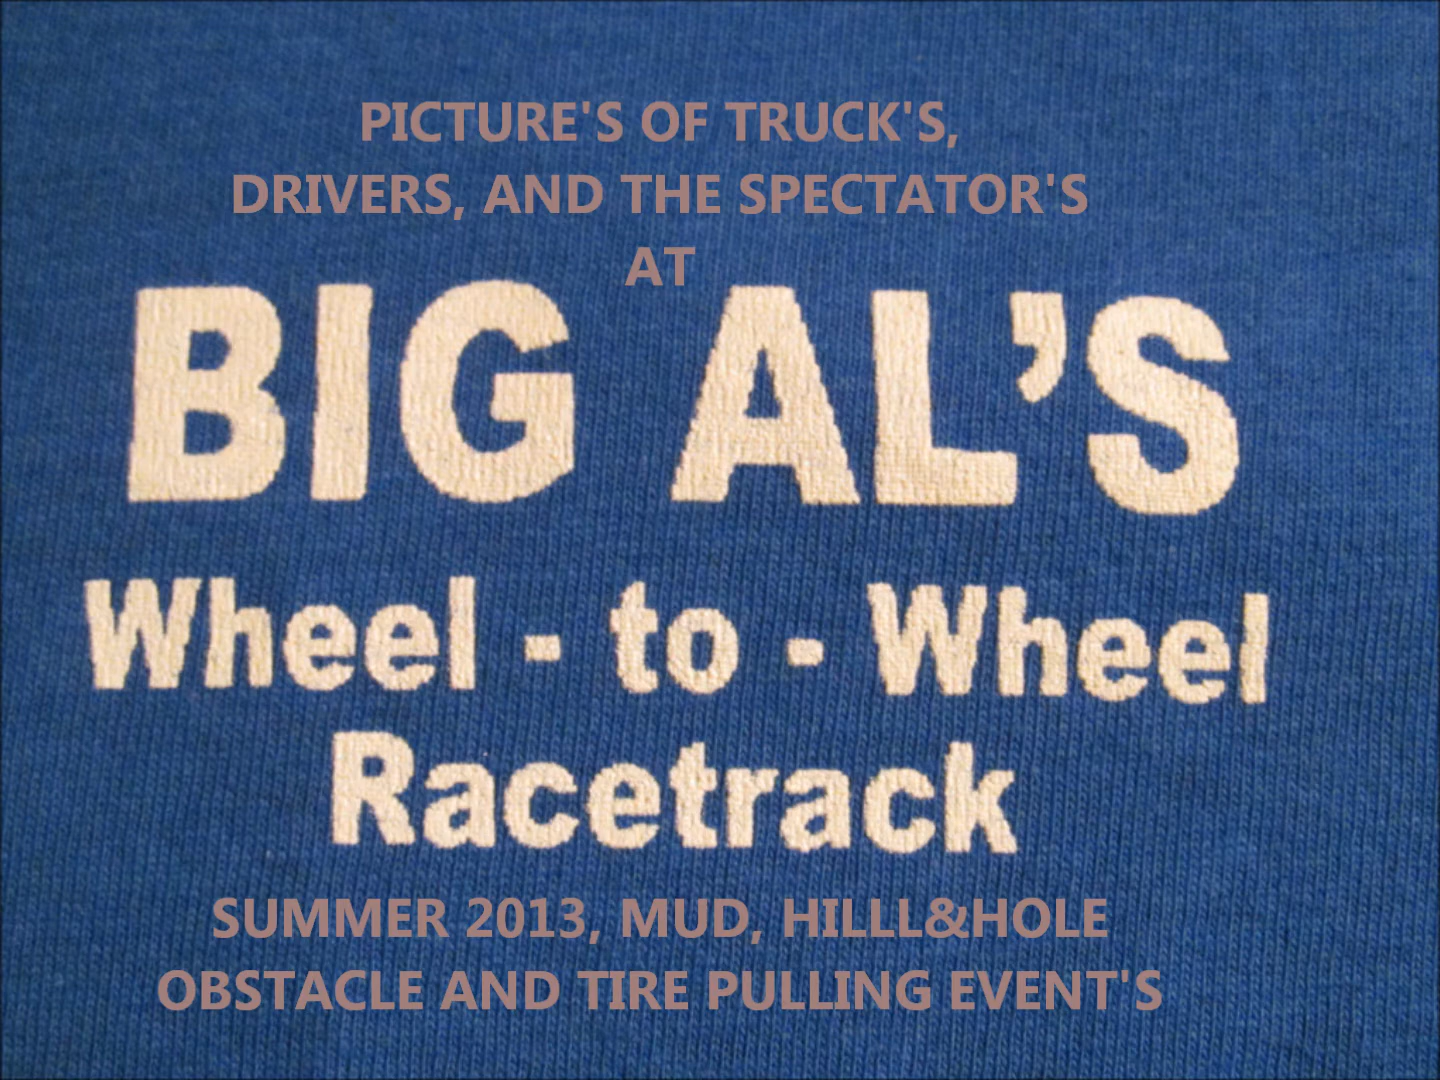 PICTURE'S OF TRUCK'S,
DRIVERS, AND THE SPECTATOR'S
AT
BIG AL'S
Wheel - to - Wheel
Racetrack
SUMMER 2013, MUD, HILLL&HOLE
OBSTACLE AND TIRE PULLING EVENT'S